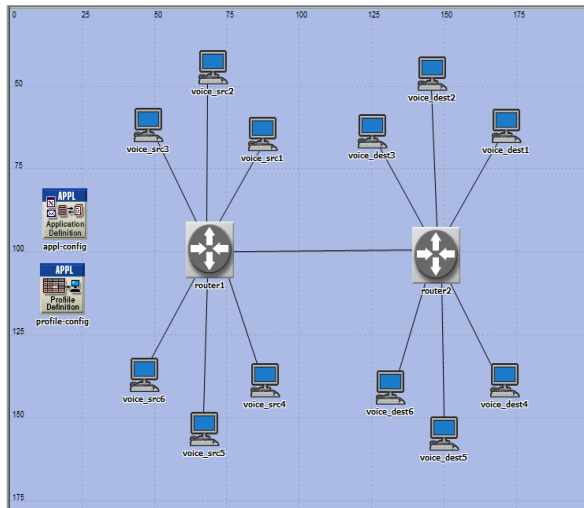 0
25
50
75
100
125
150
175
50
voice_src2
voice_dest2
75
voice_src3
voice_src1
voice_dest3
voice_dest1
APPL
Application
Definition
appl-config
100
APPL
Profile
Definition
profile-config
router1
router2
125
voice_src6
voice_src4
voice_dest6
voice_dest4
150
voice_src5
voice_dest5
175